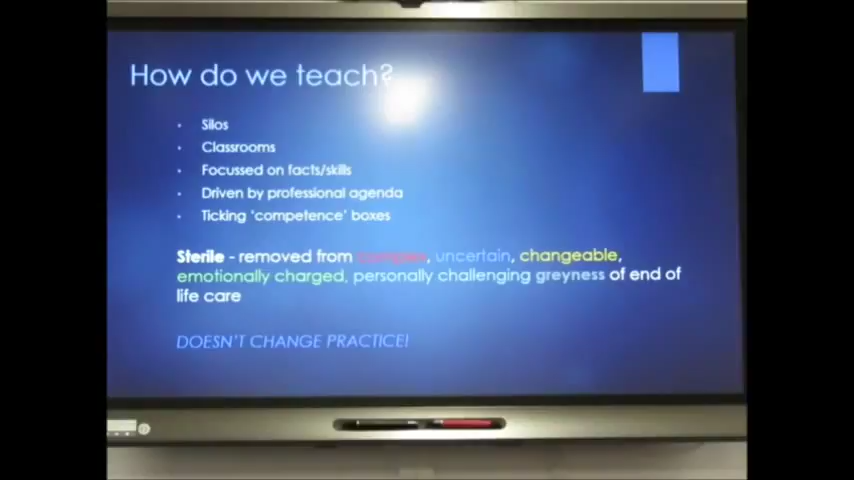 How do we teach?
Silos
Classrooms
Focussed on facts/skills
Driven by professional agenda
Ticking 'competence' boxes
Sterile - removed from complex, uncertain, changeable,
emotionally charged, personally challenging greyness of end of
life care
DOESN'T CHANGE PRACTICE!